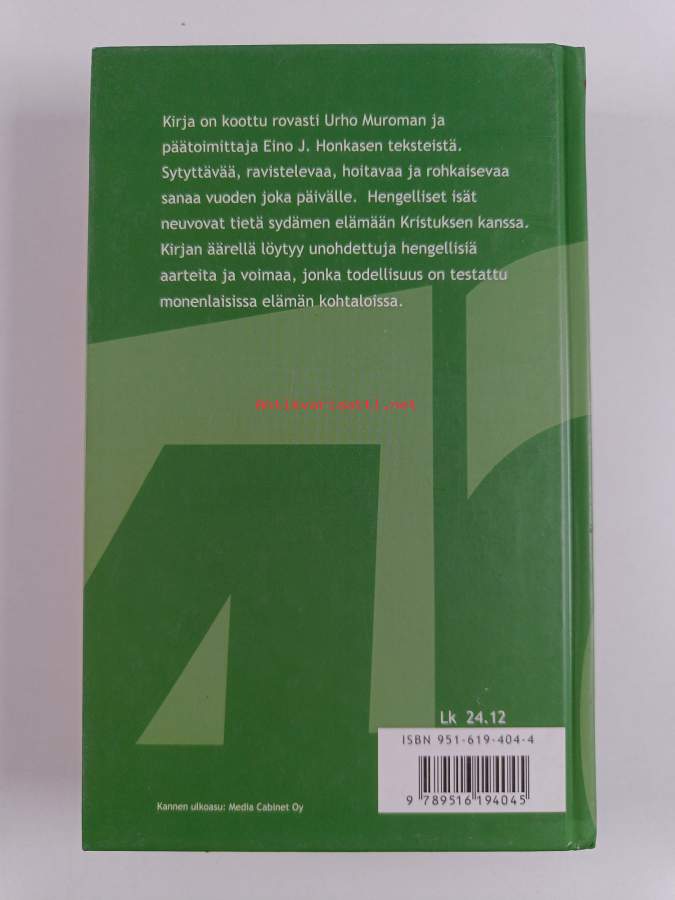 Kirja on koottu rovasti Urho Muroman ja
päätoimittaja Eino J. Honkasen teksteistä.
Sytyttävää, ravistelevaa, hoitavaa ja rohkaisevaa
sanaa vuoden joka päivälle. Hengelliset isät
neuvovat tietä sydämen elämään Kristuksen kanssa.
Kirjan äärellä löytyy unohdettuja hengellisiä
aarteita ja voimaa, jonka todellisuus on testattu
monenlaisissa elämän kohtaloissa.
Antikvariaatti.net
Lk 24.12
ISBN 951-619-404-4
9 789516 194045
Kannen ulkoasu: Media Cabinet Oy